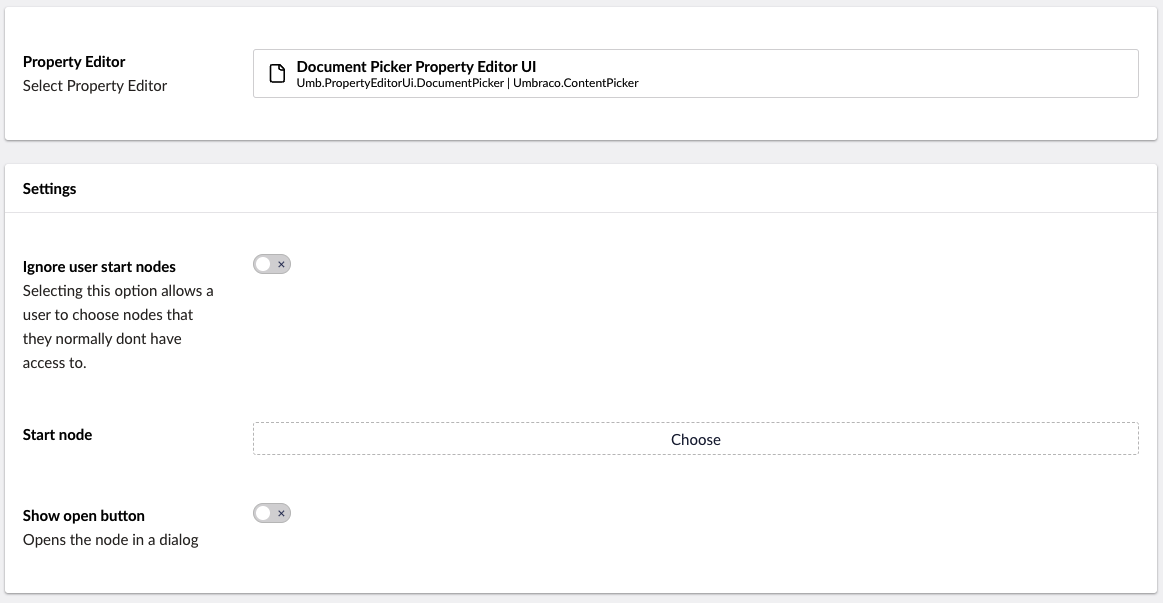 Property Editor
Select Property Editor
Document Picker Property Editor UI
Umb.PropertyEditorUi.DocumentPicker | Umbraco.ContentPicker
Settings
Ignore user start nodes
Selecting this option allows a
user to choose nodes that
they normally dont have
access to.
Start node
Choose
Show open button
Opens the node in a dialog